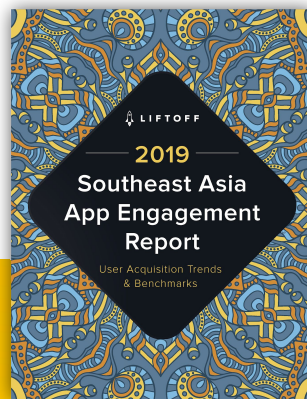 LIFTOFF
2019
Southeast Asia
App Engagement
Report
User Acquisition Trends
& Benchmarks